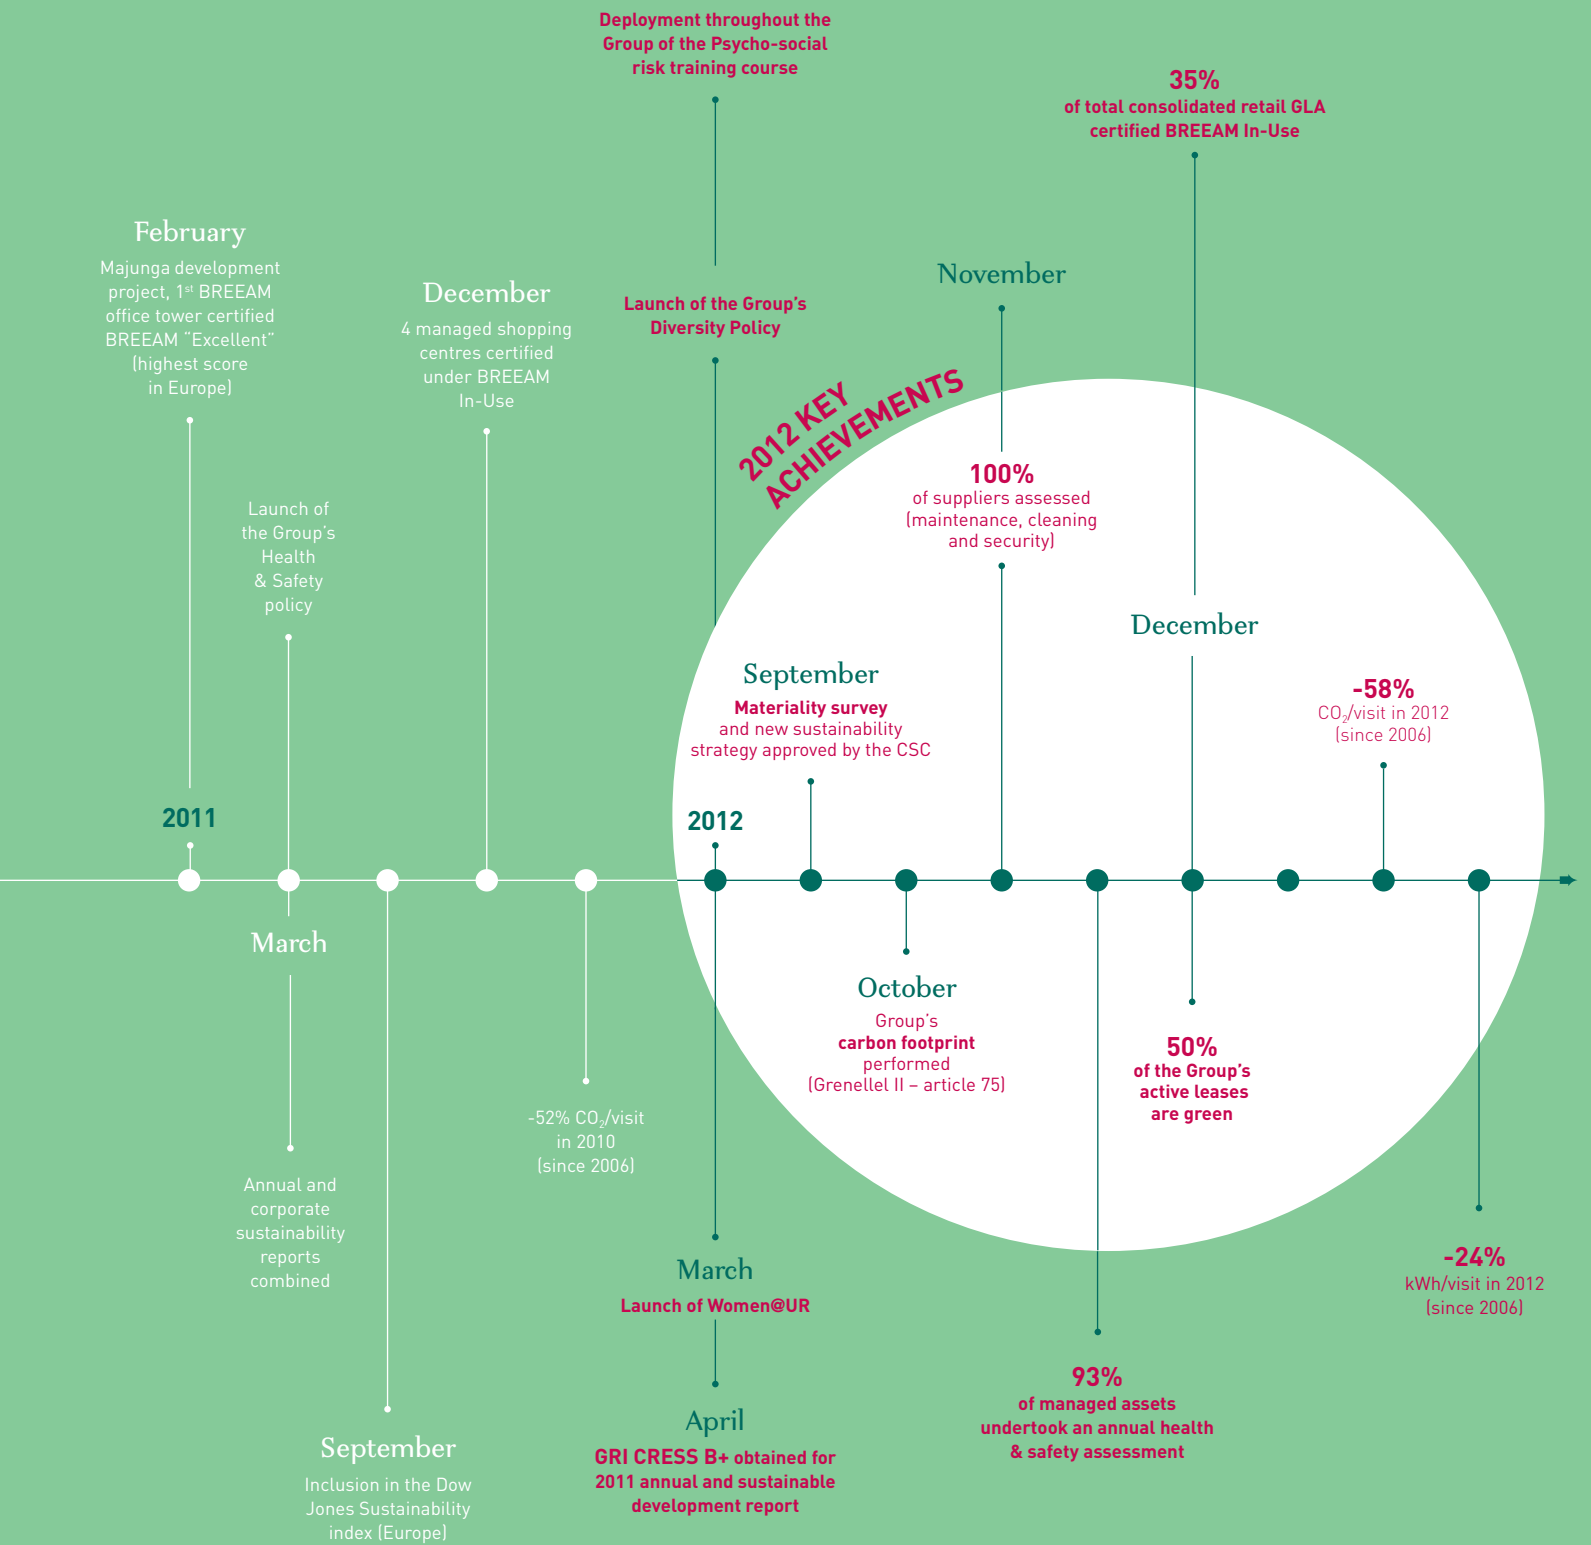 February
Majunga development
project, 1st BREEAM
office tower certified
BREEAM “Excellent”
(highest score
in Europe)
2011
Launch of
the Group’s
Health
& Safety
policy
March
Annual and
corporate
sustainability
reports
combined
September
Inclusion in the Dow
Jones Sustainability
index (Europe)
December
4 managed shopping
centres certified
under BREEAM
In-Use
-52% CO2/visit
in 2010
(since 2006)
Deployment throughout the
Group of the Psycho-social
risk training course
Launch of the Group’s
Diversity Policy
2012 KEY
ACHIEVEMENTS
2012
March
Launch of Women@UR
April
GRI CRESS B+ obtained for
2011 annual and sustainable
development report
September
Materiality survey
and new sustainability
strategy approved by the CSC
October
Group’s
carbon footprint
performed
(Grenellel II – article 75)
November
100%
of suppliers assessed
(maintenance, cleaning
and security)
93%
of managed assets
undertook an annual health
& safety assessment
35%
of total consolidated retail GLA
certified BREEAM In-Use
December
50%
of the Group’s
active leases
are green
-58%
CO2/visit in 2012
(since 2006)
-24%
kWh/visit in 2012
(since 2006)